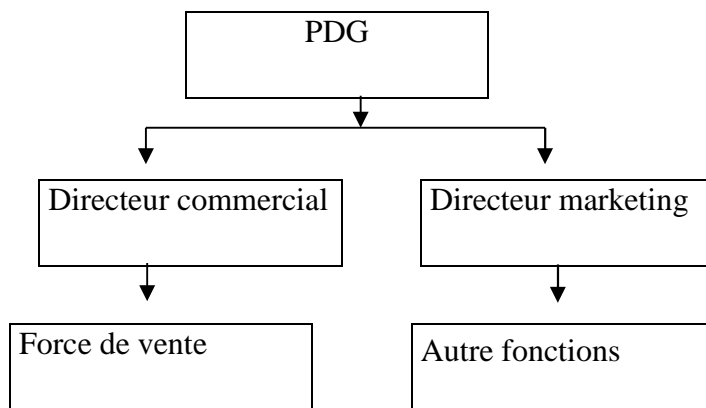 PDG
Directeur commercial
Directeur marketing
Force de vente
Autre fonctions